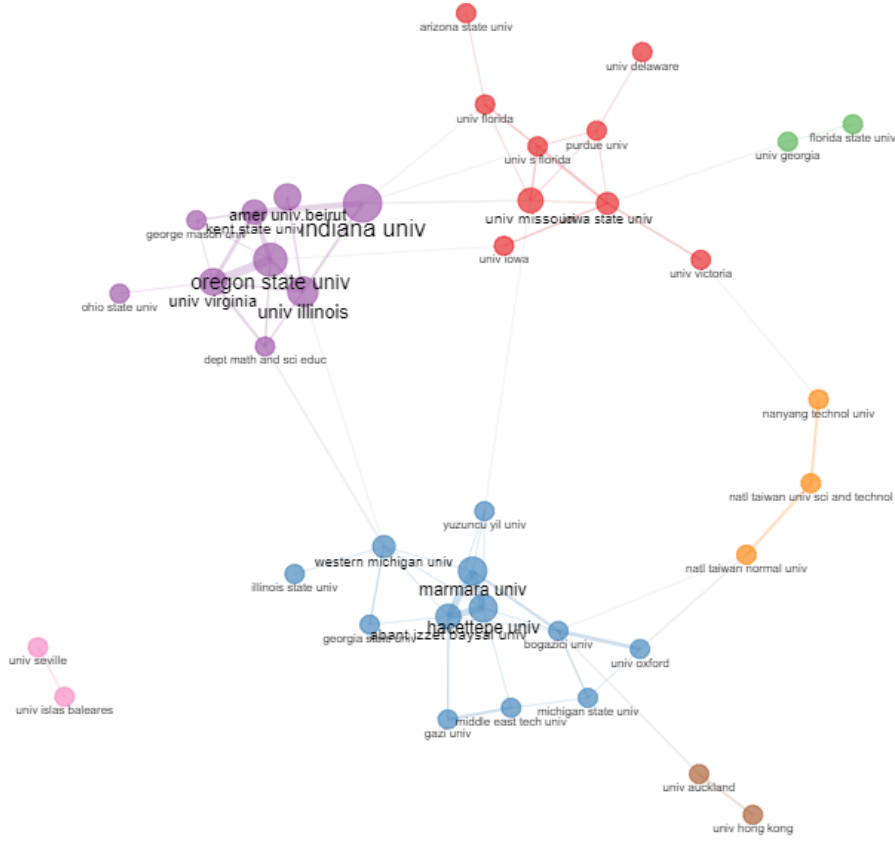 arizona state univ
univ delaware
univ florida
florida state univ
purdue univ
univ s florida
univ georgia
amer univ.beirut
univ missouri
iowa state univ
kent state univ
indiana univ
george mason univ
univ iowa
univ victoria
oregon state univ
univ virginia
ohio state univ
univ illinois
dept math and sci educ
nanyang technol univ
natl taiwan univ sci and technol
yuzuncu yil univ
western michigan univ
natl taiwan normal univ
illinois state univ
marmara univ
hacettepe univ
georgia state univ
abant izzet baysal univ
bogazici univ
univ seville
univ oxford
univ islas baleares
michigan state univ
middle east tech univ
gazi univ
univ auckland
univ hong kong